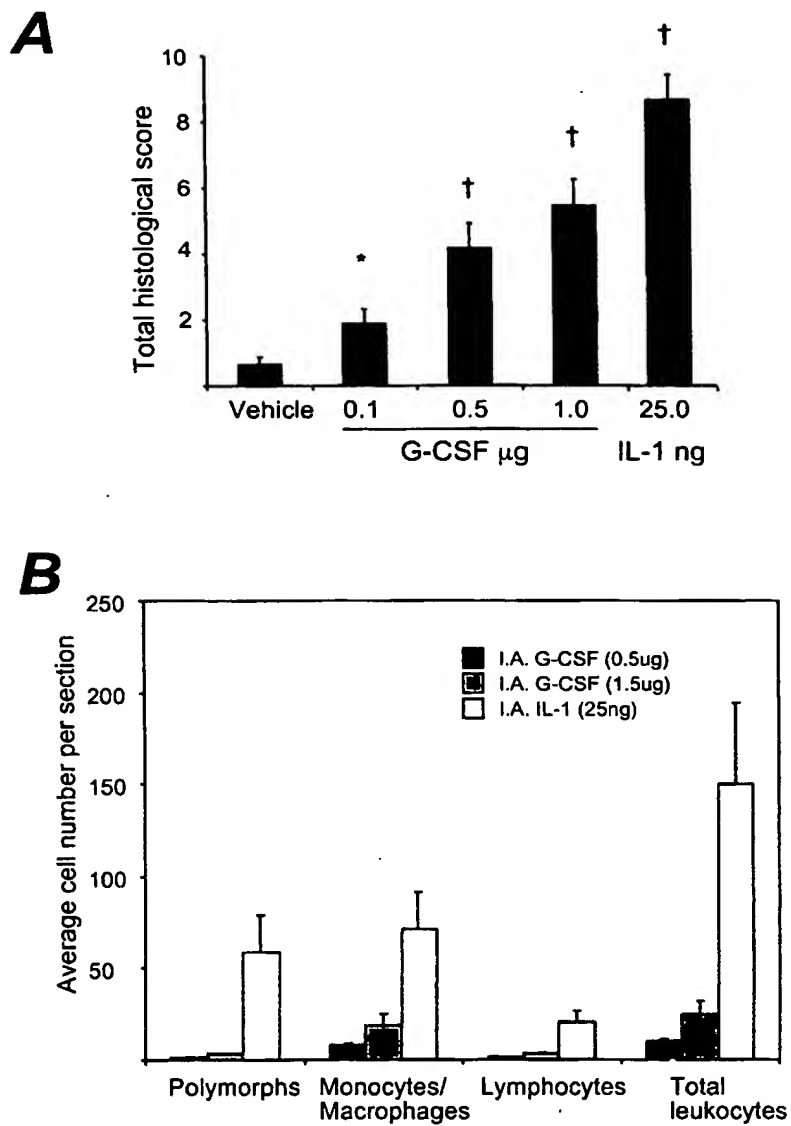 A
Total histological score
10
8
6
4
2
*
†
†
†
Vehicle 0.1 0.5 1.0 25.0
G-CSF μg IL-1 ng
B
Average cell number per section
250
200
150
100
50
I.A. G-CSF (0.5ug)
I.A. G-CSF (1.5ug)
I.A. IL-1 (25ng)
Polymorphs Monocytes/ Lymphocytes Total
Macrophages leukocytes